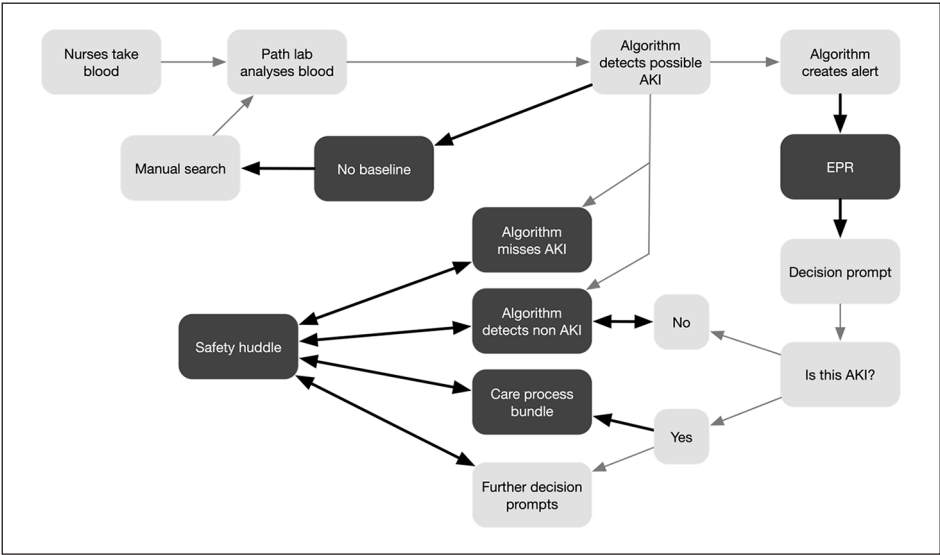 Nurses take
blood
Path lab
analyses blood
Algorithm
detects possible
AKI
Algorithm
creates alert
Manual search
No baseline
EPR
Algorithm
misses AKI
Decision prompt
Safety huddle
Algorithm
detects non AKI
No
Is this AKI?
Care process
bundle
Yes
Further decision
prompts